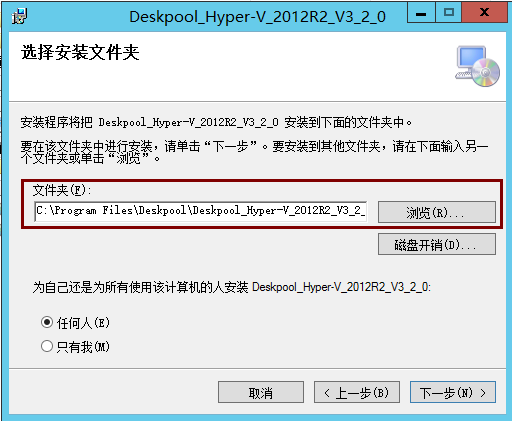 Deskpool_Hyper-V_2012R2_V3_2_0
选择安装文件夹
安装程序将把 Deskpool_Hyper-V_2012R2_V3_2_0 安装到下面的文件夹中。
要在该文件夹中进行安装，请单击“下一步”。要安装到其他文件夹，请在下面输入另一
个文件夹或单击“浏览”。
文件夹(F):
C:\Program Files\Deskpool\Deskpool_Hyper-V_2012R2_V3_2_
浏览(R)...
磁盘开销(D)...
为自己还是为所有使用该计算机的人安装 Deskpool_Hyper-V_2012R2_V3_2_0:
任何人(E)
只有我(M)
取消
< 上一步(B)
下一步(N) >